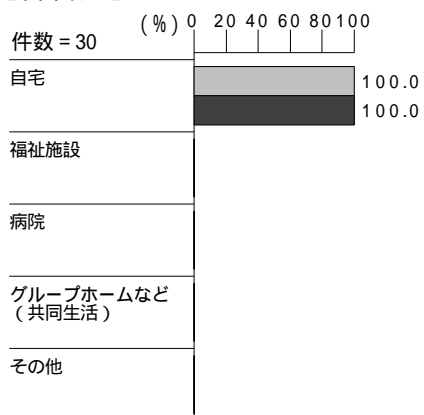 (%) 0 20 40 60 80 100
件数 = 30
自宅
100.0
100.0
福祉施設
病院
グループホームなど
(共同生活)
その他